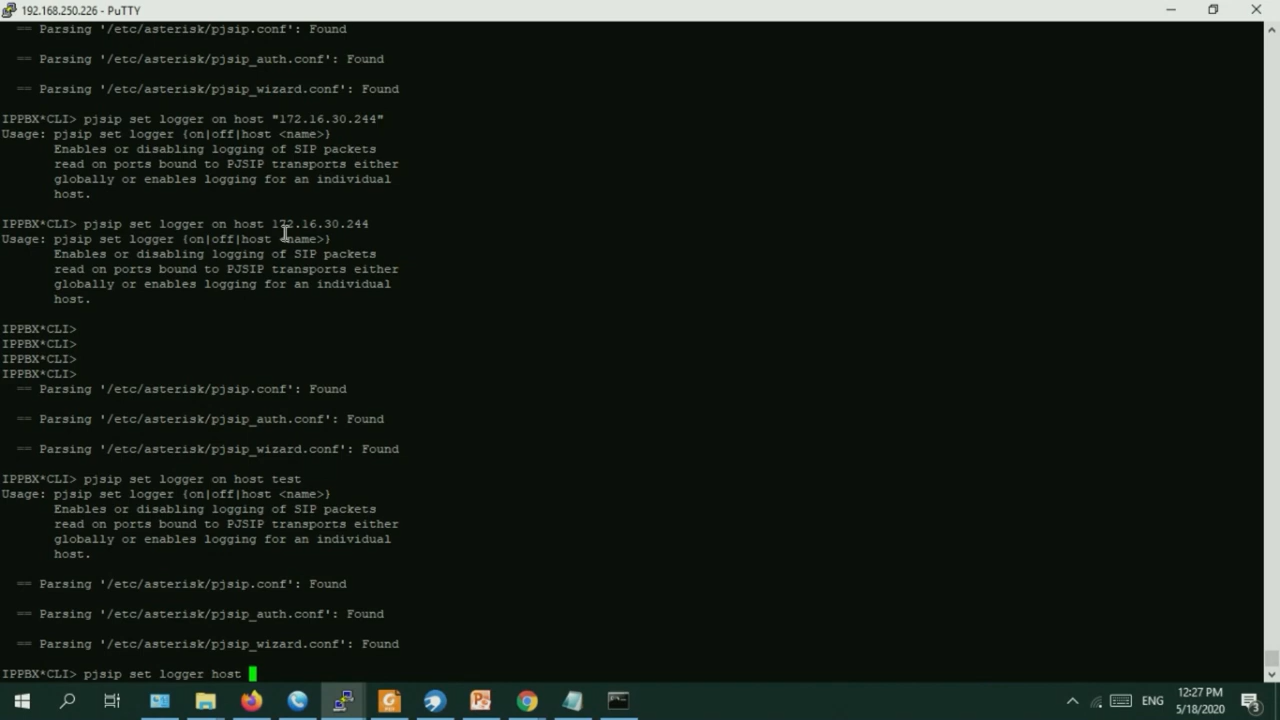 192.168.250.226 - PuTTY
== Parsing '/etc/asterisk/pjsip.conf': Found
== Parsing '/etc/asterisk/pjsip_auth.conf': Found
== Parsing '/etc/asterisk/pjsip_wizard.conf': Found
IPPBX*CLI> pjsip set logger on host "172.16.30.244"
Usage: pjsip set logger {on|off|host <name>}
Enables or disabling logging of SIP packets
read on ports bound to PJSIP transports either
globally or enables logging for an individual
host.
IPPBX*CLI> pjsip set logger on host 172.16.30.244
Usage: pjsip set logger {on|off|host <name>}
Enables or disabling logging of SIP packets
read on ports bound to PJSIP transports either
globally or enables logging for an individual
host.
IPPBX*CLI>
IPPBX*CLI>
IPPBX*CLI>
IPPBX*CLI>
== Parsing '/etc/asterisk/pjsip.conf': Found
== Parsing '/etc/asterisk/pjsip_auth.conf': Found
== Parsing '/etc/asterisk/pjsip_wizard.conf': Found
IPPBX*CLI> pjsip set logger on host test
Usage: pjsip set logger {on|off|host <name>}
Enables or disabling logging of SIP packets
read on ports bound to PJSIP transports either
globally or enables logging for an individual
host.
== Parsing '/etc/asterisk/pjsip.conf': Found
== Parsing '/etc/asterisk/pjsip_auth.conf': Found
== Parsing '/etc/asterisk/pjsip_wizard.conf': Found
IPPBX*CLI> pjsip set logger host
ENG
12:27 PM
5/18/2020
3